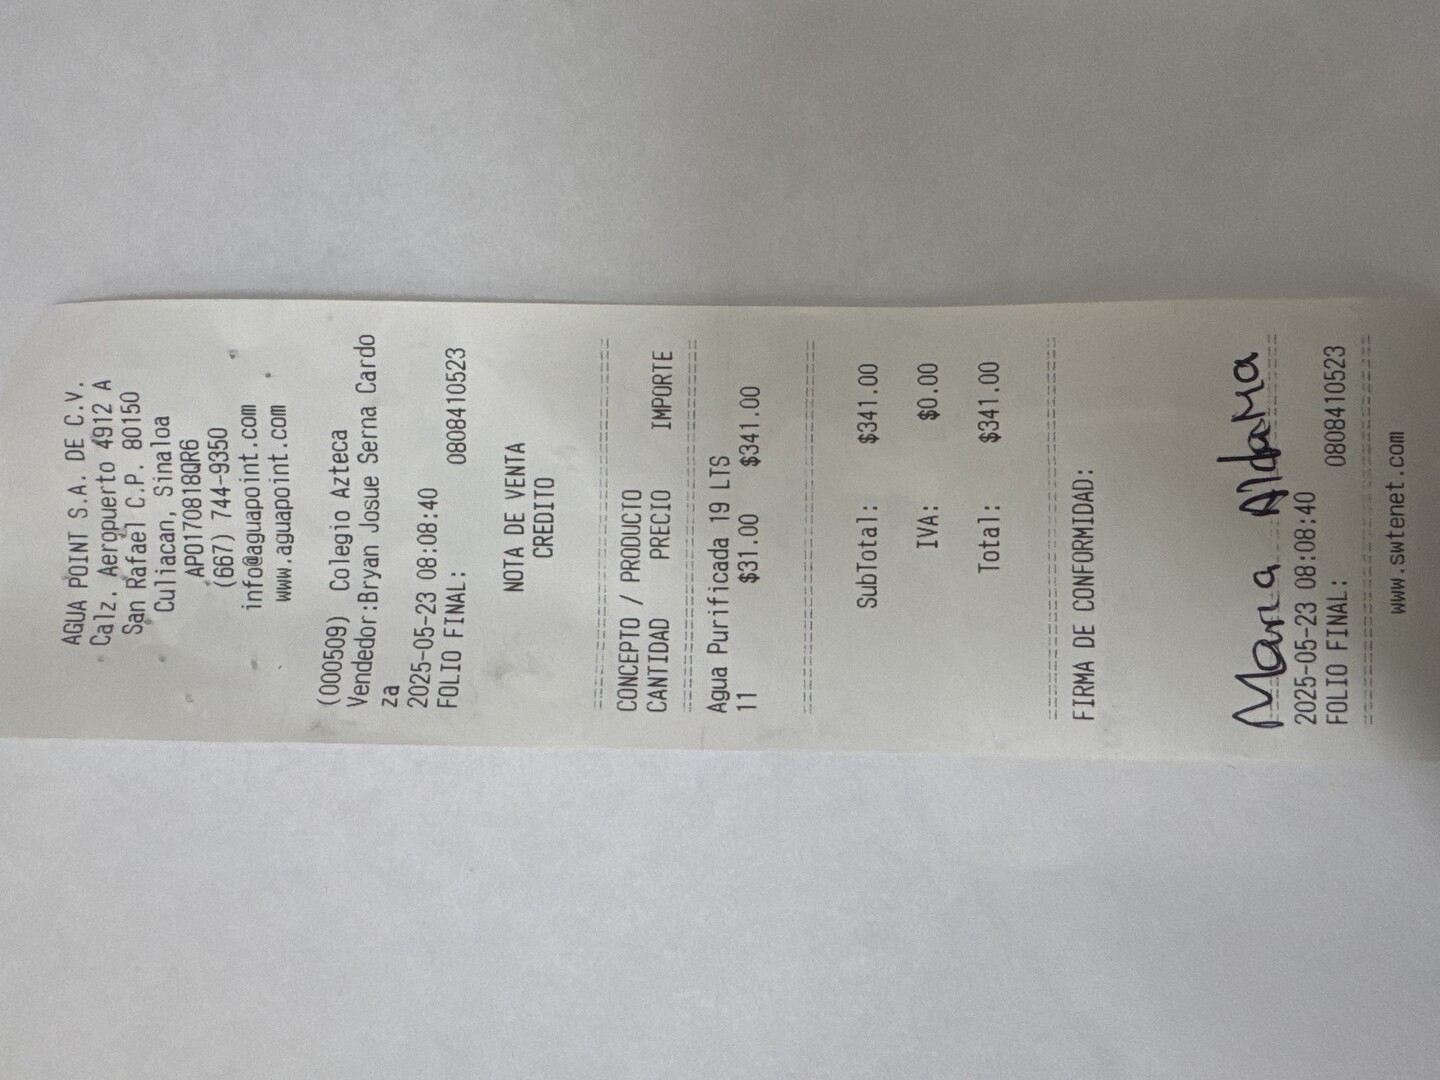 AGUA POINT S.A. DE C.V.
Calz. Aeropuerto 4912 A
San Rafael C.P. 80150
Culiacan, Sinaloa
APO170818QR6
(667) 744-9350
info@aguapoint.com
www.aguapoint.com
(000509) Colegio Azteca
Vendedor:Bryan Josue Serna Cardo
za
2025-05-23 08:08:40
FOLIO FINAL: 0808410523
NOTA DE VENTA
CREDITO
CONCEPTO / PRODUCTO
CANTIDAD PRECIO IMPORTE
Agua Purificada 19 LTS
11 $31.00 $341.00
SubTotal: $341.00
IVA: $0.00
Total: $341.00
FIRMA DE CONFORMIDAD:
Maria Aldama
2025-05-23 08:08:40
FOLIO FINAL: 0808410523
www.swtenet.com